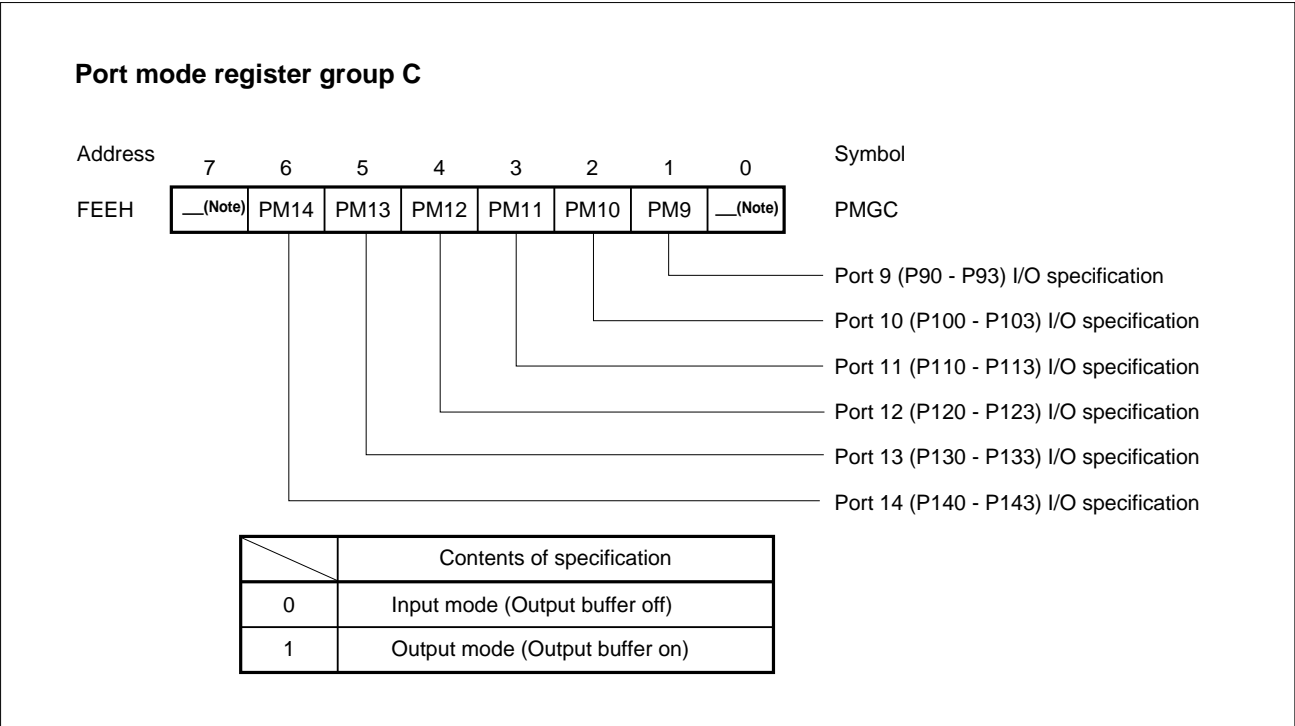 Port mode register group C
Address 7 6 5 4 3 2 1 0 Symbol
FEEH —(Note) PM14 PM13 PM12 PM11 PM10 PM9 —(Note) PMGC
Port 9 (P90 - P93) I/O specification
Port 10 (P100 - P103) I/O specification
Port 11 (P110 - P113) I/O specification
Port 12 (P120 - P123) I/O specification
Port 13 (P130 - P133) I/O specification
Port 14 (P140 - P143) I/O specification
Contents of specification
0 Input mode (Output buffer off)
1 Output mode (Output buffer on)